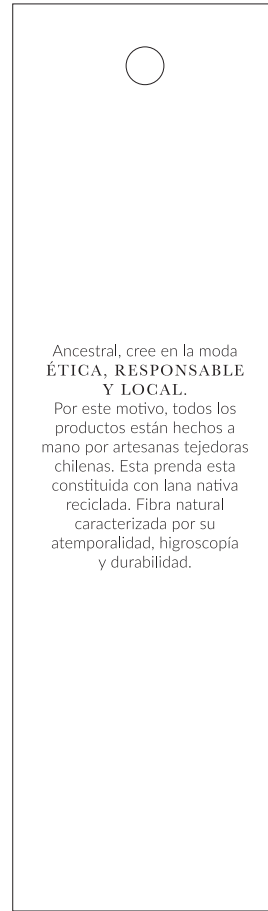 Ancestral, cree en la moda
ÉTICA, RESPONSABLE
Y LOCAL.
Por este motivo, todos los
productos están hechos a
mano por artesanas tejedoras
chilenas. Esta prenda esta
constituida con lana nativa
reciclada. Fibra natural
caracterizada por su
atemporalidad, higroscopía
y durabilidad.